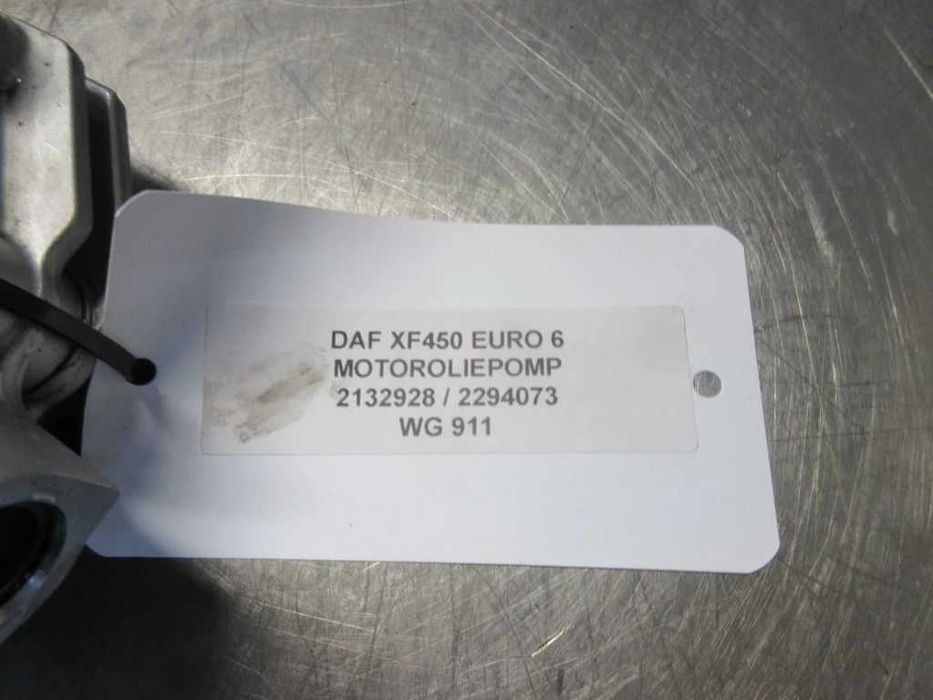 DAF XF450 EURO 6
MOTOROLIEPOMP
2132928 / 2294073
WG 911